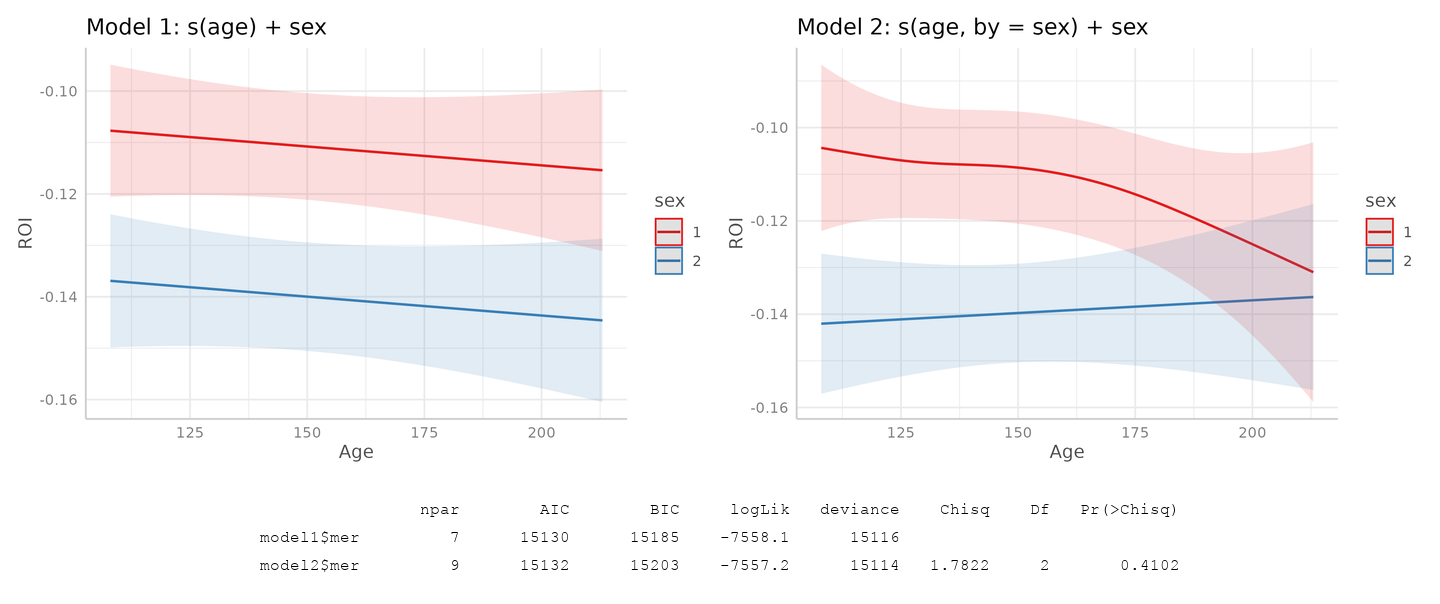 Model 1: s(age) + sex
-0.10
-0.12
-0.14
-0.16
ROI
125 150 175 200
Age
sex
1
2
Model 2: s(age, by = sex) + sex
-0.10
-0.12
-0.14
-0.16
ROI
125 150 175 200
Age
sex
1
2
npar AIC BIC logLik deviance Chisq Df Pr(>Chisq)
model1$mer 7 15130 15185 -7558.1 15116
model2$mer 9 15132 15203 -7557.2 15114 1.7822 2 0.4102